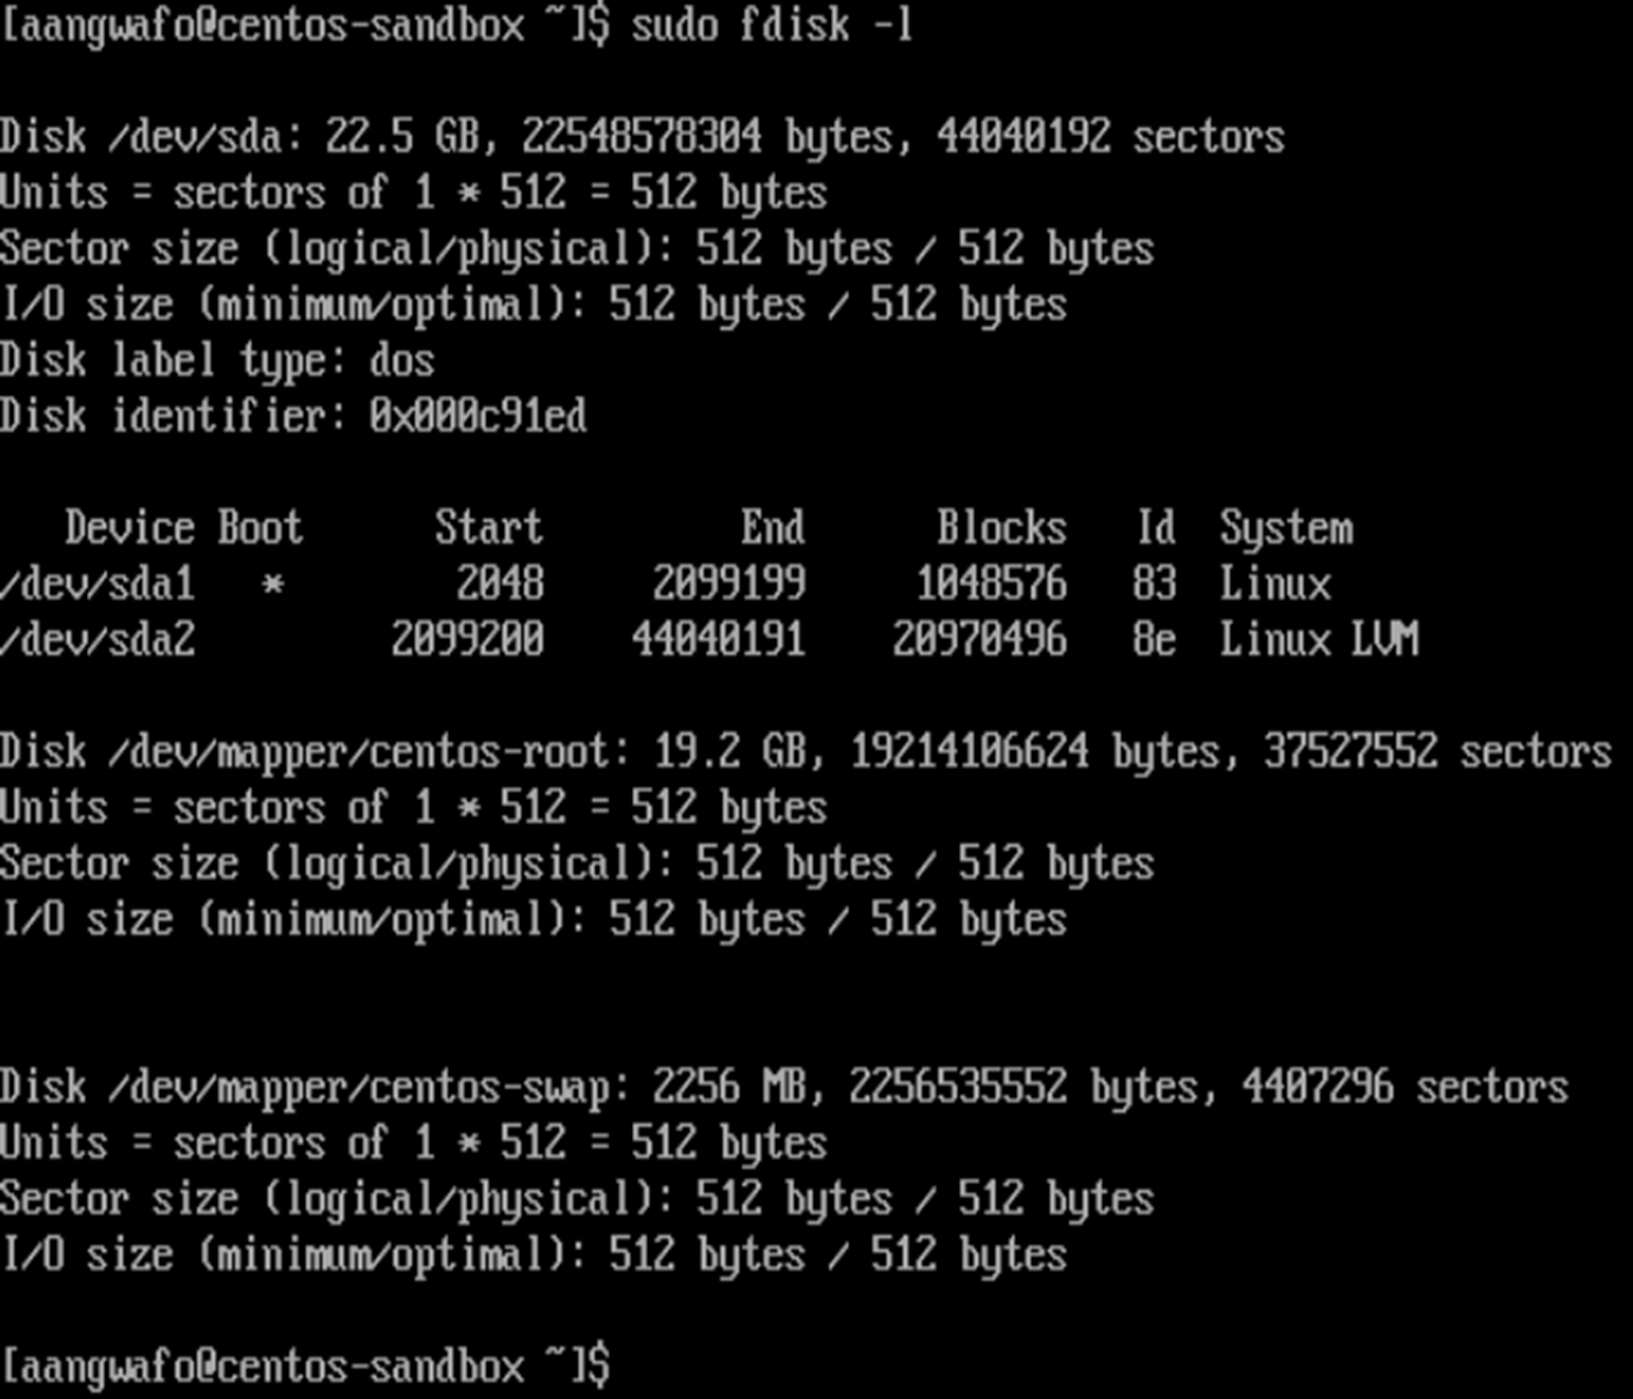 [aangwafo@centos-sandbox ~]$ sudo fdisk -l
Disk /dev/sda: 22.5 GB, 22548578304 bytes, 44040192 sectors
Units = sectors of 1 * 512 = 512 bytes
Sector size (logical/physical): 512 bytes / 512 bytes
I/O size (minimum/optimal): 512 bytes / 512 bytes
Disk label type: dos
Disk identifier: 0x000c91ed
Device Boot Start End Blocks Id System
/dev/sda1 * 2048 2099199 1048576 83 Linux
/dev/sda2 2099200 44040191 20970496 8e Linux LVM
Disk /dev/mapper/centos-root: 19.2 GB, 19214106624 bytes, 37527552 sectors
Units = sectors of 1 * 512 = 512 bytes
Sector size (logical/physical): 512 bytes / 512 bytes
I/O size (minimum/optimal): 512 bytes / 512 bytes
Disk /dev/mapper/centos-swap: 2256 MB, 2256535552 bytes, 4407296 sectors
Units = sectors of 1 * 512 = 512 bytes
Sector size (logical/physical): 512 bytes / 512 bytes
I/O size (minimum/optimal): 512 bytes / 512 bytes
[aangwafo@centos-sandbox ~]$